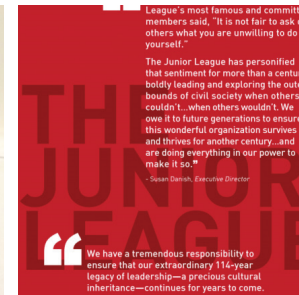 League's most famous and committ
members said, "It is not fair to ask o
others what you are unwilling to do
yourself."
The Junior League has personified
that sentiment for more than a centu
boldly leading and exploring the oute
bounds of civil society when others
couldn't...when others wouldn't. We
owe it to future generations to ensure
this wonderful organization survives
and thrives for another century...and
are doing everything in our power to
make it so."
- Susan Danish, Executive Director
THE
JUNIOR
LEAGUE
We have a tremendous responsibility to
ensure that our extraordinary 114-year
legacy of leadership—a precious cultural
inheritance—continues for years to come.